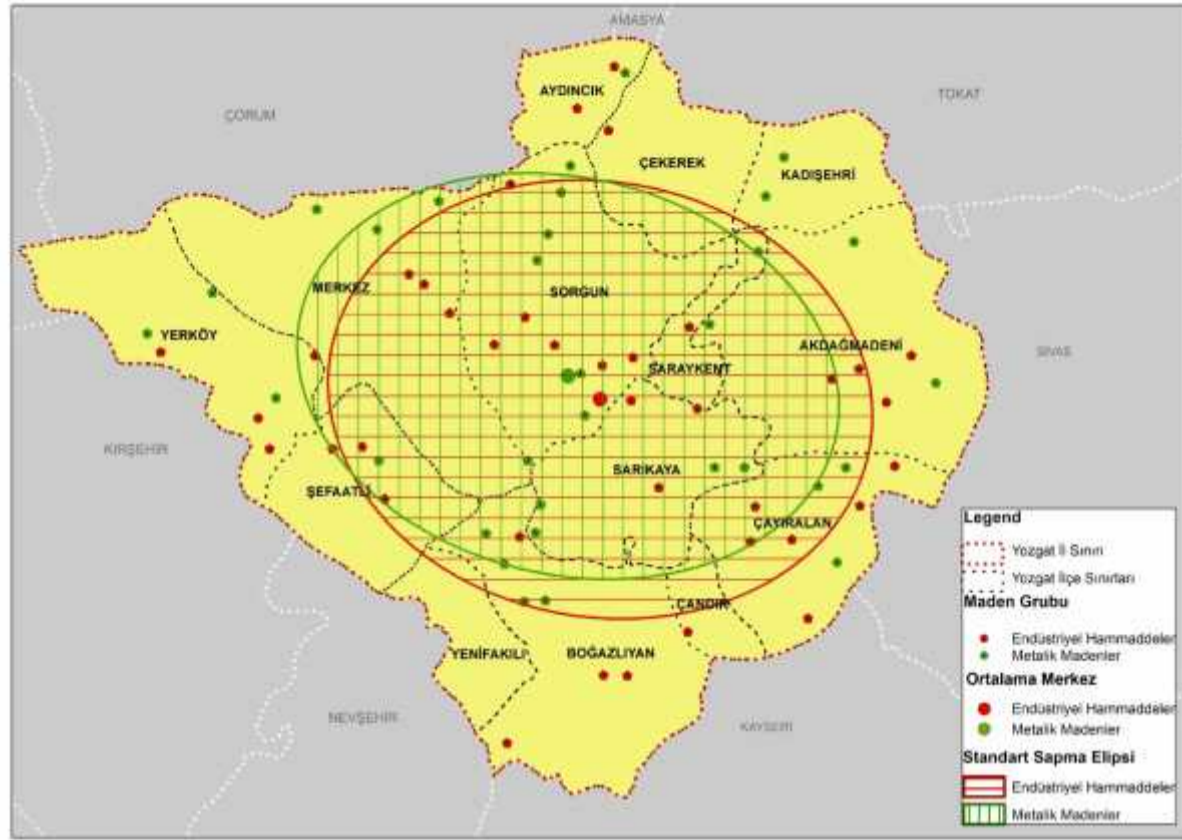 AMASYA
TOKAT
ÇORUM
AYDINCIK
ÇEKEREK
KADIŞEHRİ
MERKEZ
SORGUN
YERKÖY
AKDAĞMADENİ
SİVAS
SARAYKENT
KIRŞEHİR
SARIKAYA
ŞEFAATLİ
ÇAYIRALAN
ÇANDIR
YENİFAKILI
BOĞAZLIYAN
NEVŞEHİR
KAYSERİ
Legend
Yozgat İl Sınırı
Yozgat İlçe Sınırları
Maden Grubu
Endüstriyel Hammaddeler
Metalik Madenler
Ortalama Merkez
Endüstriyel Hammaddeler
Metalik Madenler
Standart Sapma Elipsi
Endüstriyel Hammaddeler
Metalik Madenler